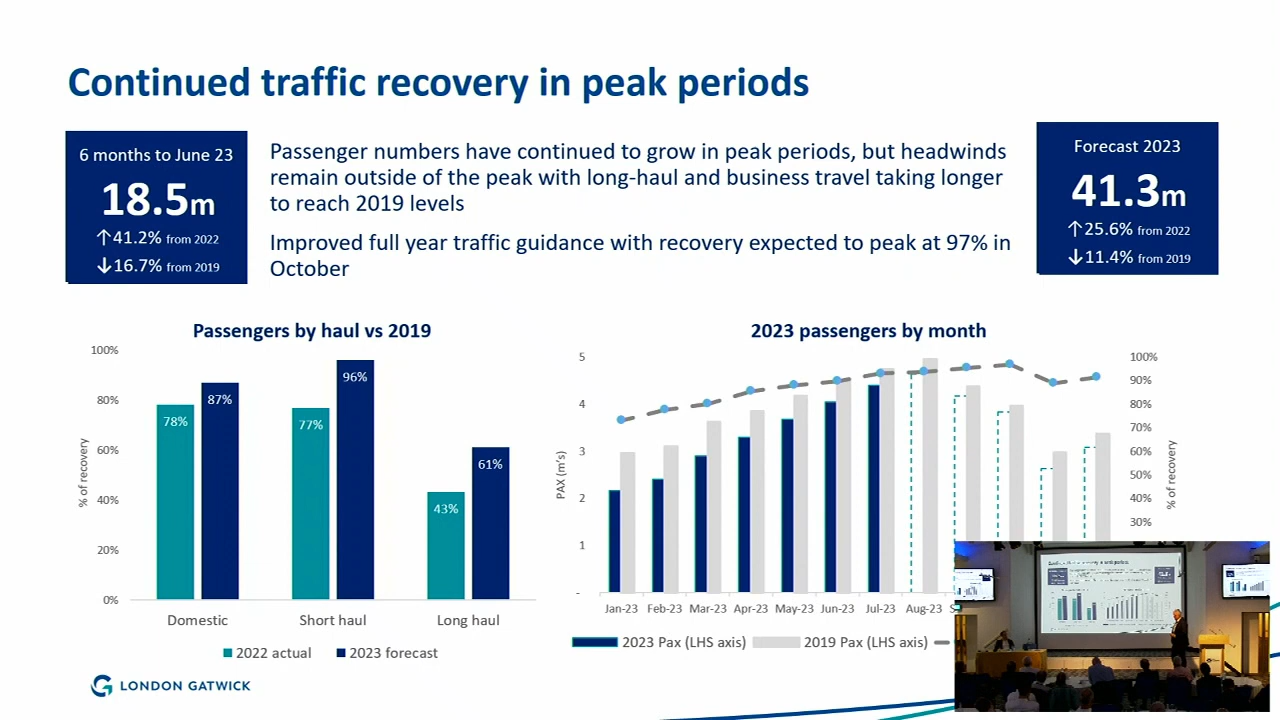 Continued traffic recovery in peak periods
6 months to June 23
18.5m
↑41.2% from 2022
↓16.7% from 2019
Passenger numbers have continued to grow in peak periods, but headwinds
remain outside of the peak with long-haul and business travel taking longer
to reach 2019 levels
Improved full year traffic guidance with recovery expected to peak at 97% in
October
Forecast 2023
41.3m
↑25.6% from 2022
↓11.4% from 2019
Passengers by haul vs 2019
% of recovery
100%
80%
60%
40%
20%
0%
78%
87%
77%
96%
43%
61%
Domestic Short haul Long haul
2022 actual 2023 forecast
2023 passengers by month
PAX (m's)
5
4
3
2
1
-
100%
90%
80%
70%
60%
50%
40%
30%
% of recovery
Jan-23 Feb-23 Mar-23 Apr-23 May-23 Jun-23 Jul-23 Aug-23
2023 Pax (LHS axis) 2019 Pax (LHS axis)
LONDON GATWICK